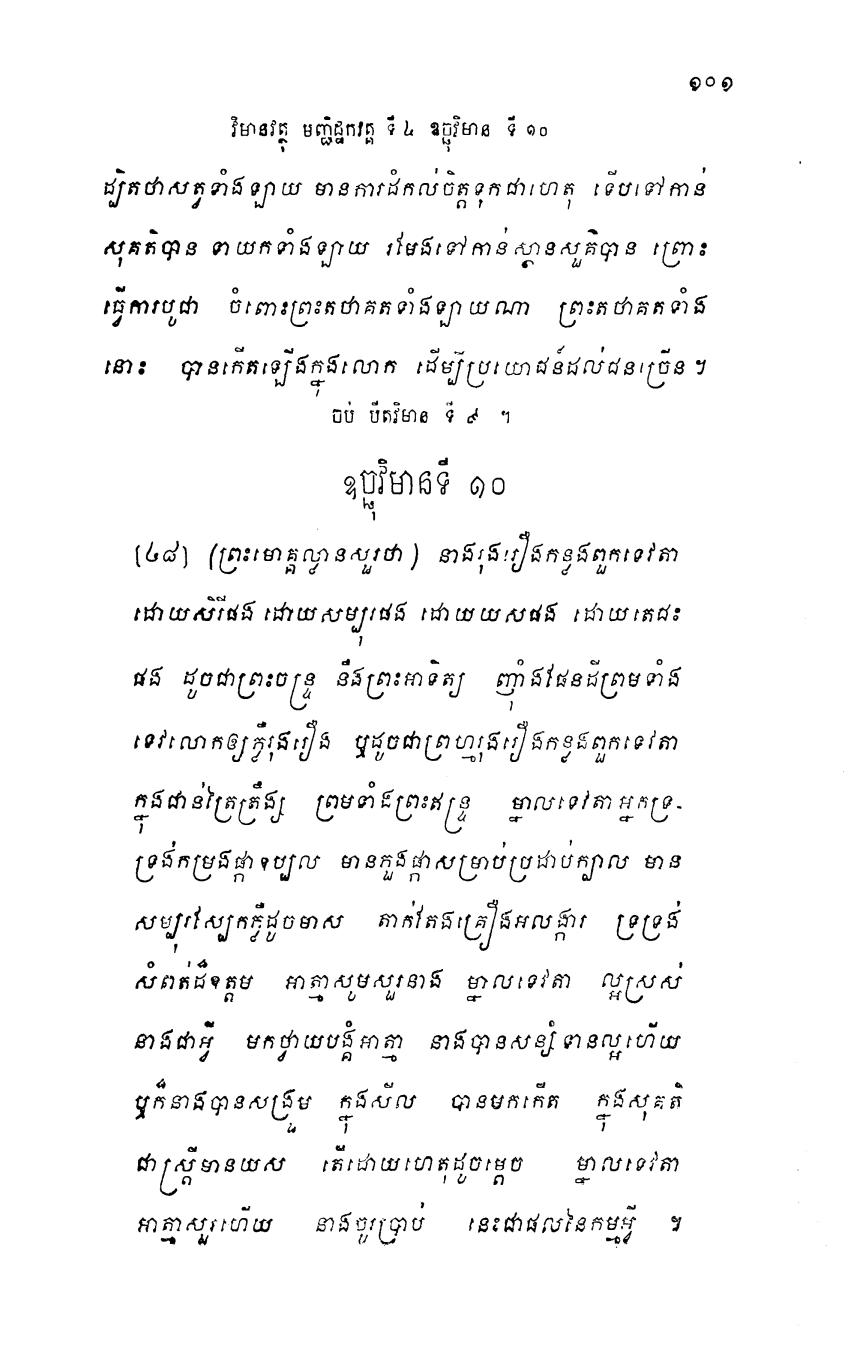 ១០១
វិមានវត្ថុ មញ្ជិដ្ឋកវគ្គ ទី ៤ ឧច្ឆុវិមាន ទី ១០
ដ្បិតថាសត្វទាំងឡាយ មានការដំកល់ចិត្តទុកជាហេតុ ទើបទៅកាន់
សុគតិបាន ទាយកទាំងឡាយ រមែងទៅកាន់ស្ថានសួគ៌បាន ព្រោះ
ធ្វើការបូជា ចំពោះព្រះតថាគតទាំងឡាយណា ព្រះតថាគតទាំង
នោះ បានកើតឡើងក្នុងលោក ដើម្បីប្រយោជន៍ដល់ជនច្រើន ។
ចប់ បីតវិមាន ទី ៩ ។
ឧច្ឆុវិមានទី ១០
[៤៨] (ព្រះមោគ្គល្លានសួរថា) នាងរុងរឿងកន្លងពួកទេវតា
ដោយសិរីផង ដោយសម្បុរផង ដោយយសផង ដោយតេជះ
ផង ដូចជាព្រះចន្ទ្រ នឹងព្រះអាទិត្យ ញ៉ាំងផែនដីព្រមទាំង
ទេវលោកឲ្យភ្លឺរុងរឿង ឬដូចជាព្រហ្មរុងរឿងកន្លងពួកទេវតា
ក្នុងជាន់ត្រៃត្រឹង្ស ព្រមទាំងព្រះឥន្ទ្រ ម្នាលទេវតា អ្នកទ្រ-
ទ្រង់កម្រងផ្កាឧប្បល មានកួងផ្កាសម្រាប់ប្រដាប់ក្បាល មាន
សម្បុរស្បែកភ្លឺដូចមាស តាក់តែងគ្រឿងអលង្ការ ទ្រទ្រង់
សំពត់ដ៏ឧត្តម អាត្មាសូមសួរនាង ម្នាលទេវតា ល្អស្រស់
នាងជាអ្វី មកថ្វាយបង្គំអាត្មា នាងបានសន្សំទានល្អហើយ
ឬក៏នាងបានសង្រួម ក្នុងសីល បានមកកើត ក្នុងសុគតិ
ជាស្ត្រីមានយស តើដោយហេតុដូចម្តេច ម្នាលទេវតា
អាត្មាសួរហើយ នាងចូរប្រាប់ នេះជាផលនៃកម្មអ្វី ។